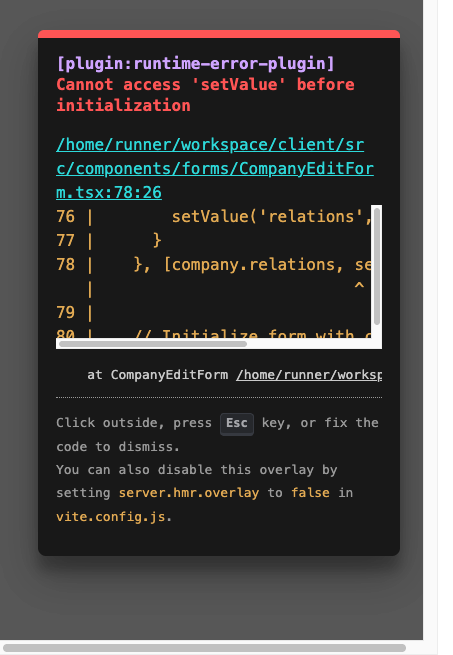 [plugin:runtime-error-plugin]
Cannot access 'setValue' before
initialization
/home/runner/workspace/client/sr
c/components/forms/CompanyEditFor
m.tsx:78:26
76 |        setValue('relations',
77 |      }
78 |    }, [company.relations, se
   |                           ^
79 |
80 |    // Initialize form with c
at CompanyEditForm /home/runner/worksp
Click outside, press Esc key, or fix the
code to dismiss.
You can also disable this overlay by
setting server.hmr.overlay to false in
vite.config.js.